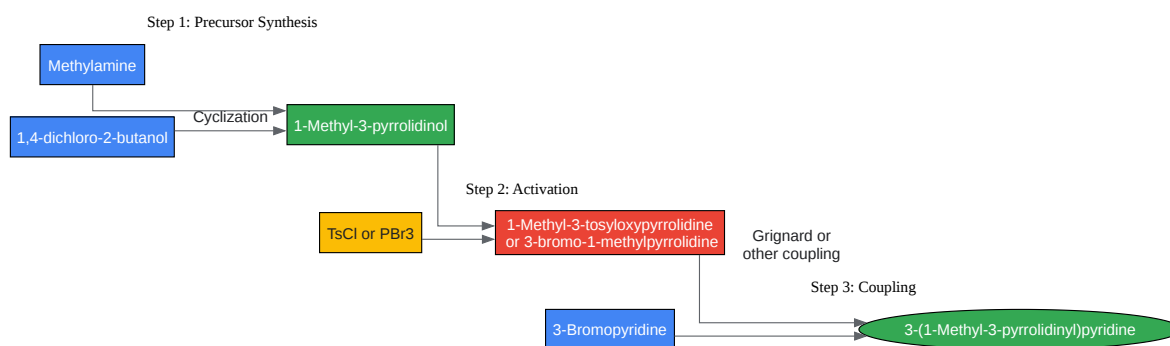 Step 1: Precursor Synthesis
Methylamine
Cyclization
1,4-dichloro-2-butanol
1-Methyl-3-pyrrolidinol
Step 2: Activation
TsCl or PBr3
1-Methyl-3-tosyloxypyrrolidine
or 3-bromo-1-methylpyrrolidine
Grignard or
other coupling
Step 3: Coupling
3-Bromopyridine
3-(1-Methyl-3-pyrrolidinyl)pyridine